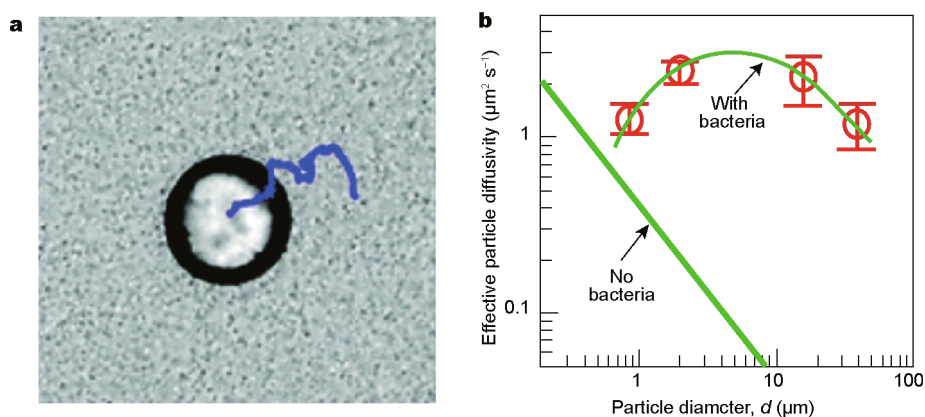 a
b
Effective particle diffusivity (µm² s⁻¹)
1
0.1
With
bacteria
No
bacteria
1
10
100
Particle diamcter, d (µm)